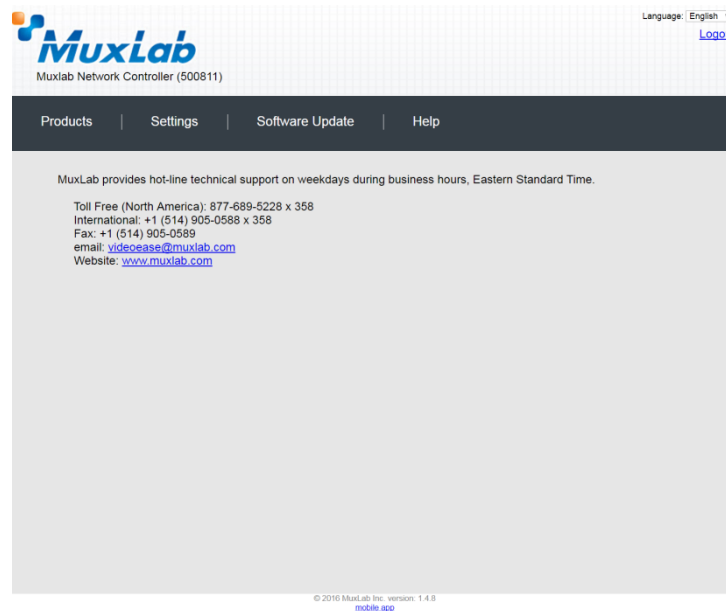 Language: English
Logo
MuxLab
Muxlab Network Controller (500811)
Products | Settings | Software Update | Help
MuxLab provides hot-line technical support on weekdays during business hours, Eastern Standard Time.
Toll Free (North America): 877-689-5228 x 358
International: +1 (514) 905-0588 x 358
Fax: +1 (514) 905-0589
email: videoease@muxlab.com
Website: www.muxlab.com
© 2016 MuxLab Inc. version: 1.4.8
mobile app